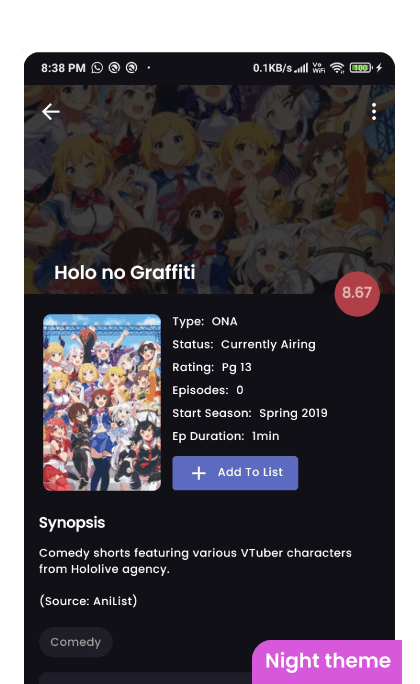 8:38 PM
0.1KB/s
Vo
WiFi
100
Holo no Graffiti
8.67
Type: ONA
Status: Currently Airing
Rating: Pg 13
Episodes: 0
Start Season: Spring 2019
Ep Duration: 1min
Add To List
Synopsis
Comedy shorts featuring various VTuber characters
from Hololive agency.
(Source: AniList)
Comedy
Night theme